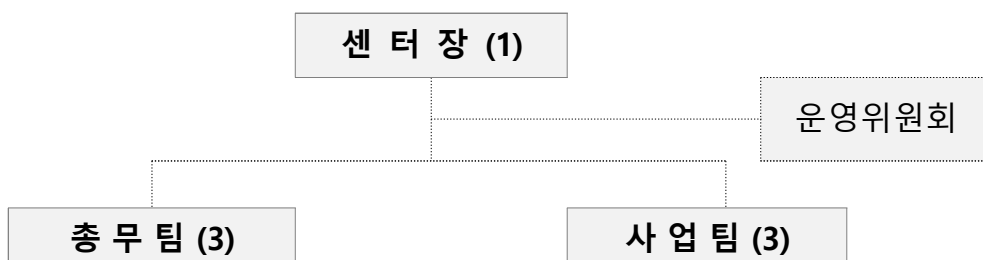 센 터 장 (1)
운영위원회
총 무 팀 (3)
사 업 팀 (3)